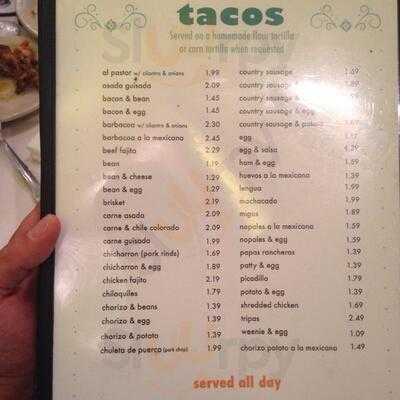 tacos
Served on a homemade flour tortilla
or corn tortilla when requested
al pastor w/ cilantro & onions 1.99
asada guisada 2.09
bacon & bean 1.45
bacon & egg 1.45
barbacoa w/ cilantro & onions 2.30
barbacoa a la mexicana 2.45
beef fajita 2.19
bean 1.19
bean & cheese 1.29
bean & egg 1.29
brisket 2.19
carne asada 2.09
carne & chile colorado 2.09
carne guisada 1.99
chicharron (pork rinds) 1.69
chicharron & egg 1.89
chicken fajita 2.19
chilaquiles 1.79
chorizo & beans 1.39
chorizo & egg 1.39
chorizo & potato 1.39
chuleta de puerco (pork chop) 1.99
country sausage
country sausage
country sausage &
country sausage & egg
country sausage & potato
egg
egg & salsa
ham & egg 1.59
huevos a la mexicana 1.39
lengua 1.99
machacado 1.99
migas 1.89
nopales a la mexicana 1.59
nopales & egg 1.59
papas rancheras 1.39
patty & egg 1.39
picadillo 1.79
potato & egg 1.39
shredded chicken 1.69
tripas 2.49
weenie & egg 1.09
chorizo potato a la mexicana 1.49
served all day